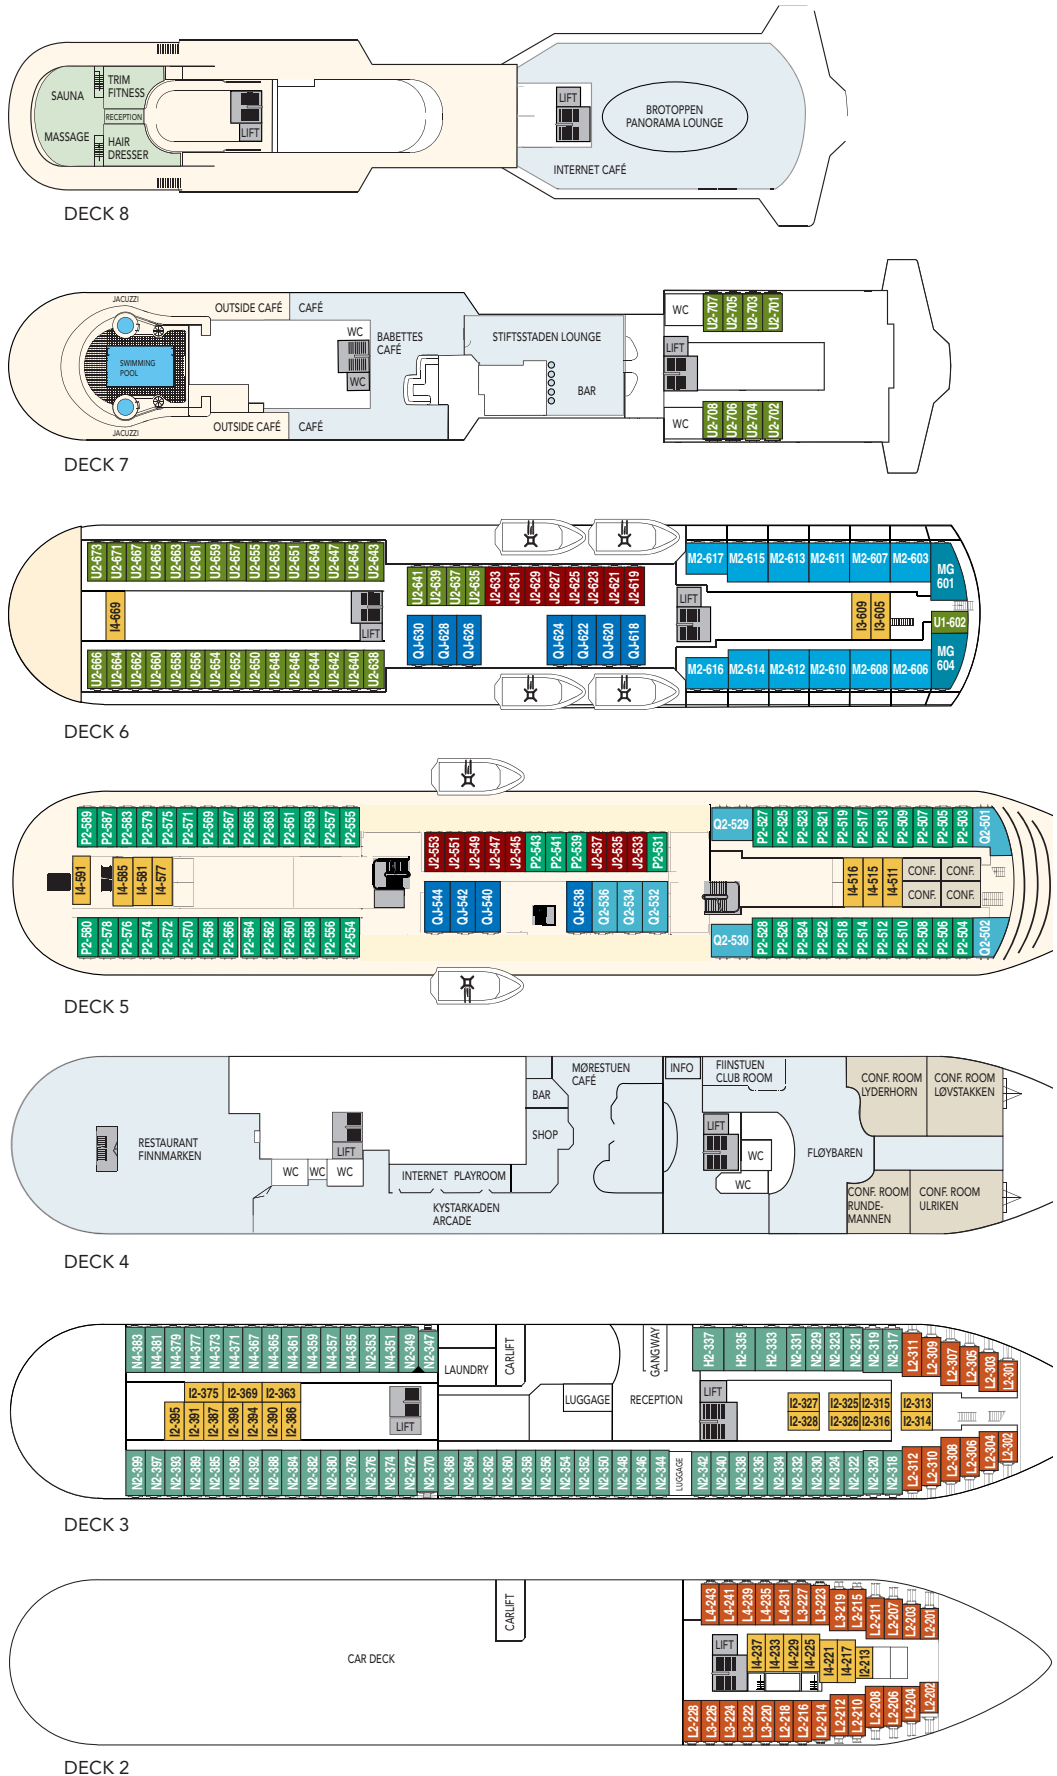 SAUNA
TRIM
FITNESS
RECEPTION
MASSAGE
HAIR
DRESSER
LIFT
LIFT
BROTOPPEN
PANORAMA LOUNGE
INTERNET CAFÉ
DECK 8
JACUZZI
OUTSIDE CAFÉ
CAFÉ
SWIMMING
POOL
WC
WC
BABETTES
CAFÉ
STIFTSSTADEN LOUNGE
BAR
WC
LIFT
WC
U2-707
U2-705
U2-703
U2-701
U2-708
U2-706
U2-704
U2-702
JACUZZI
OUTSIDE CAFÉ
CAFÉ
DECK 7
U2-673
U2-671
U2-667
U2-665
U2-663
U2-661
U2-659
U2-657
U2-655
U2-653
U2-651
U2-649
U2-647
U2-645
U2-643
U2-641
U2-639
U2-637
U2-635
J2-633
J2-631
J2-629
J2-627
J2-625
J2-623
J2-621
J2-619
M2-617
M2-615
M2-613
M2-611
M2-607
M2-603
MG
601
I4-669
LIFT
QJ-630
QJ-628
QJ-626
QJ-624
QJ-622
QJ-620
QJ-618
LIFT
I3-609
I3-605
U1-602
MG
604
U2-666
U2-664
U2-662
U2-660
U2-658
U2-656
U2-654
U2-652
U2-650
U2-648
U2-646
U2-644
U2-642
U2-640
U2-638
M2-616
M2-614
M2-612
M2-610
M2-608
M2-606
DECK 6
P2-589
P2-587
P2-583
P2-579
P2-575
P2-571
P2-569
P2-567
P2-565
P2-563
P2-561
P2-559
P2-557
P2-555
J2-553
J2-551
J2-549
J2-547
J2-545
P2-543
P2-541
P2-539
J2-537
J2-535
J2-533
P2-531
Q2-529
P2-527
P2-525
P2-523
P2-521
P2-519
P2-517
P2-513
P2-509
P2-507
P2-505
P2-503
Q2-501
I4-591
I4-585
I4-581
I4-577
QJ-544
QJ-542
QJ-540
QJ-538
Q2-536
Q2-534
Q2-532
I4-516
I4-515
I4-511
CONF.
CONF.
CONF.
CONF.
P2-580
P2-578
P2-576
P2-574
P2-572
P2-570
P2-568
P2-566
P2-564
P2-562
P2-560
P2-558
P2-556
P2-554
Q2-530
P2-528
P2-526
P2-524
P2-522
P2-518
P2-514
P2-512
P2-510
P2-508
P2-506
P2-504
Q2-502
DECK 5
RESTAURANT
FINNMARKEN
LIFT
WC
WC
WC
INTERNET
PLAYROOM
KYSTARKADEN
ARCADE
BAR
SHOP
MØRESTUEN
CAFÉ
INFO
FIINSTUEN
CLUB ROOM
LIFT
WC
WC
FLØYBAREN
CONF. ROOM
LYDERHORN
CONF. ROOM
LØVSTAKKEN
CONF. ROOM
RUNDE-
MANNEN
CONF. ROOM
ULRIKEN
DECK 4
N4-383
N4-381
N4-379
N4-377
N4-373
N4-371
N4-367
N4-365
N4-361
N4-359
N4-357
N4-355
N2-353
N4-351
N2-349
N2-347
LAUNDRY
CARLIFT
GANGWAY
LUGGAGE
RECEPTION
H2-337
H2-335
H2-333
N2-331
N2-329
N2-323
N2-321
N2-319
N2-317
L2-311
L2-309
L2-307
L2-305
L2-303
L2-301
I2-375
I2-369
I2-363
I2-395
I2-391
I2-387
I2-398
I2-394
I2-390
I2-386
LIFT
LIFT
I2-327
I2-325
I2-315
I2-313
I2-328
I2-326
I2-316
I2-314
N2-399
N2-397
N2-393
N2-389
N2-385
N2-396
N2-392
N2-388
N2-384
N2-382
N2-380
N2-378
N2-376
N2-374
N2-372
N2-370
N2-368
N2-364
N2-362
N2-360
N2-358
N2-356
N2-354
N2-352
N2-350
N2-348
N2-346
N2-344
LUGGAGE
N2-342
N2-340
N2-338
N2-336
N2-334
N2-332
N2-330
N2-324
N2-322
N2-320
N2-318
L2-312
L2-310
L2-308
L2-306
L2-304
L2-302
DECK 3
CARLIFT
CAR DECK
L4-243
L4-241
L4-239
L4-235
L4-231
L3-227
L3-223
L3-219
L2-215
L2-211
L2-207
L2-203
L2-201
LIFT
I4-237
I4-233
I4-229
I4-225
I4-221
I4-217
I2-213
L2-228
L3-226
L3-224
L3-222
L3-220
L2-218
L2-216
L2-214
L2-212
L2-210
L2-208
L2-206
L2-204
L2-202
DECK 2